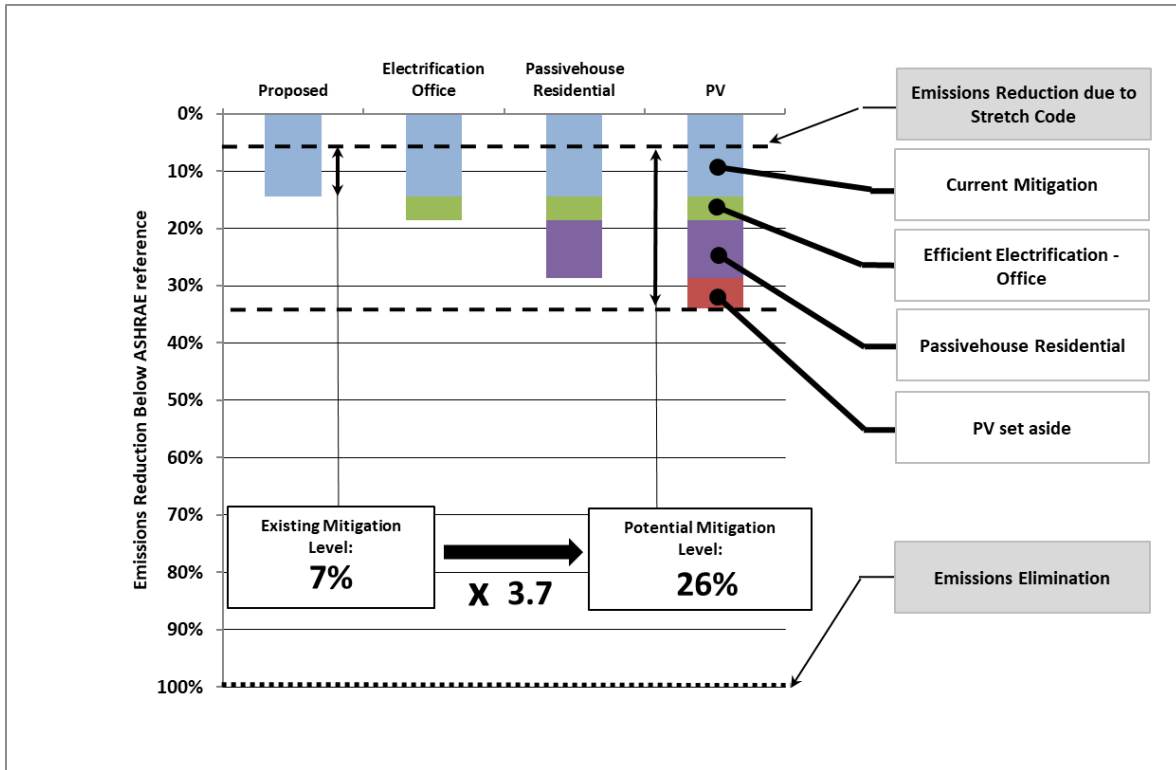 Electrification
Passivehouse
Proposed
Office
Residential
PV
Emissions Reduction Below ASHRAE reference
0%
10%
20%
30%
40%
50%
60%
70%
80%
90%
100%
Emissions Reduction due to
Stretch Code
Current Mitigation
Efficient Electrification -
Office
Passivehouse Residential
PV set aside
Existing Mitigation
Level:
7%
X 3.7
Potential Mitigation
Level:
26%
Emissions Elimination